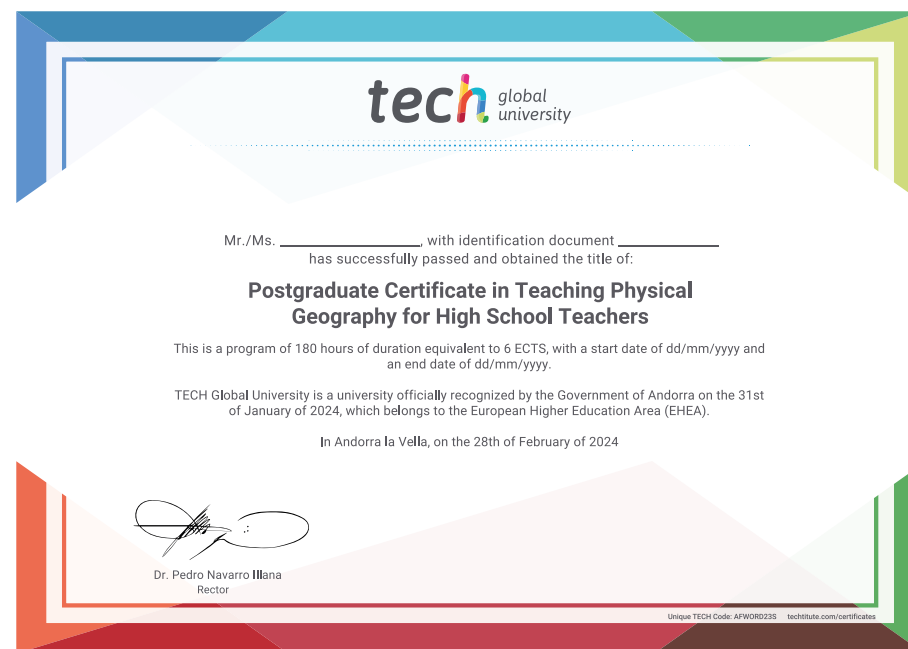 tech global
university
Mr./Ms. ____________________, with identification document ______________
has successfully passed and obtained the title of:
Postgraduate Certificate in Teaching Physical
Geography for High School Teachers
This is a program of 180 hours of duration equivalent to 6 ECTS, with a start date of dd/mm/yyyy and
an end date of dd/mm/yyyy.
TECH Global University is a university officially recognized by the Government of Andorra on the 31st
of January of 2024, which belongs to the European Higher Education Area (EHEA).
In Andorra la Vella, on the 28th of February of 2024
Dr. Pedro Navarro Illana
Rector
Unique TECH Code: AFWORD23S techtitute.com/certificates